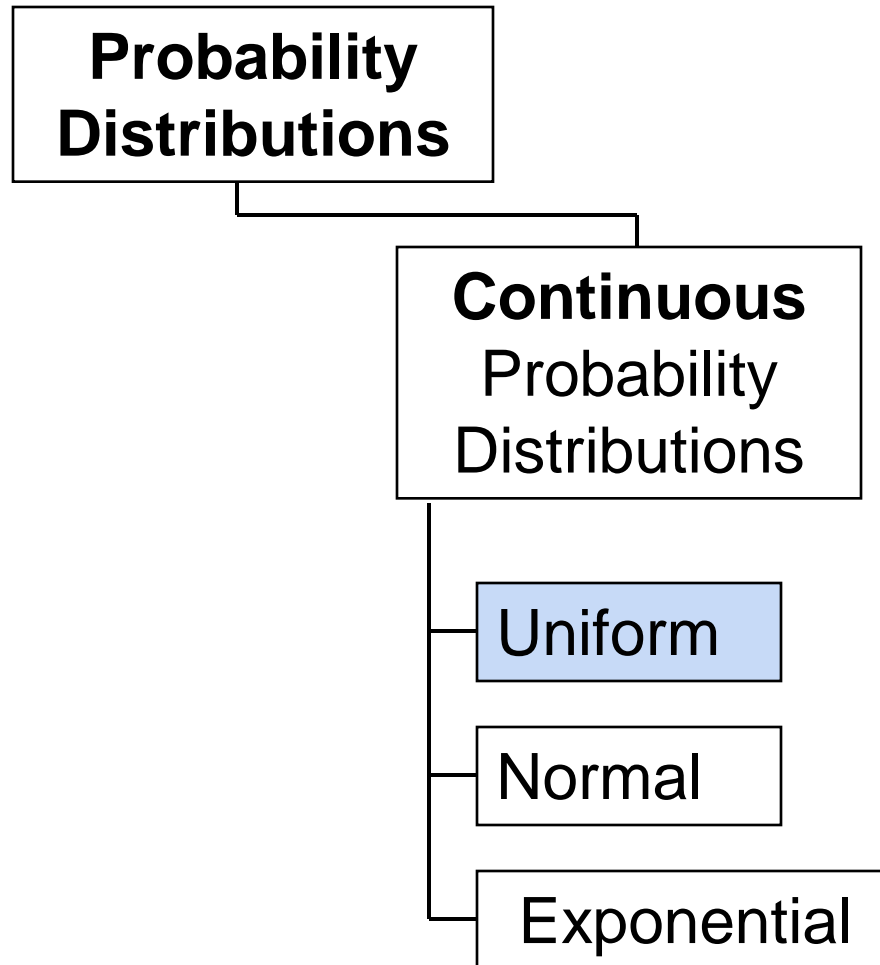 Probability
Distributions
Continuous
Probability
Distributions
Uniform
Normal
Exponential